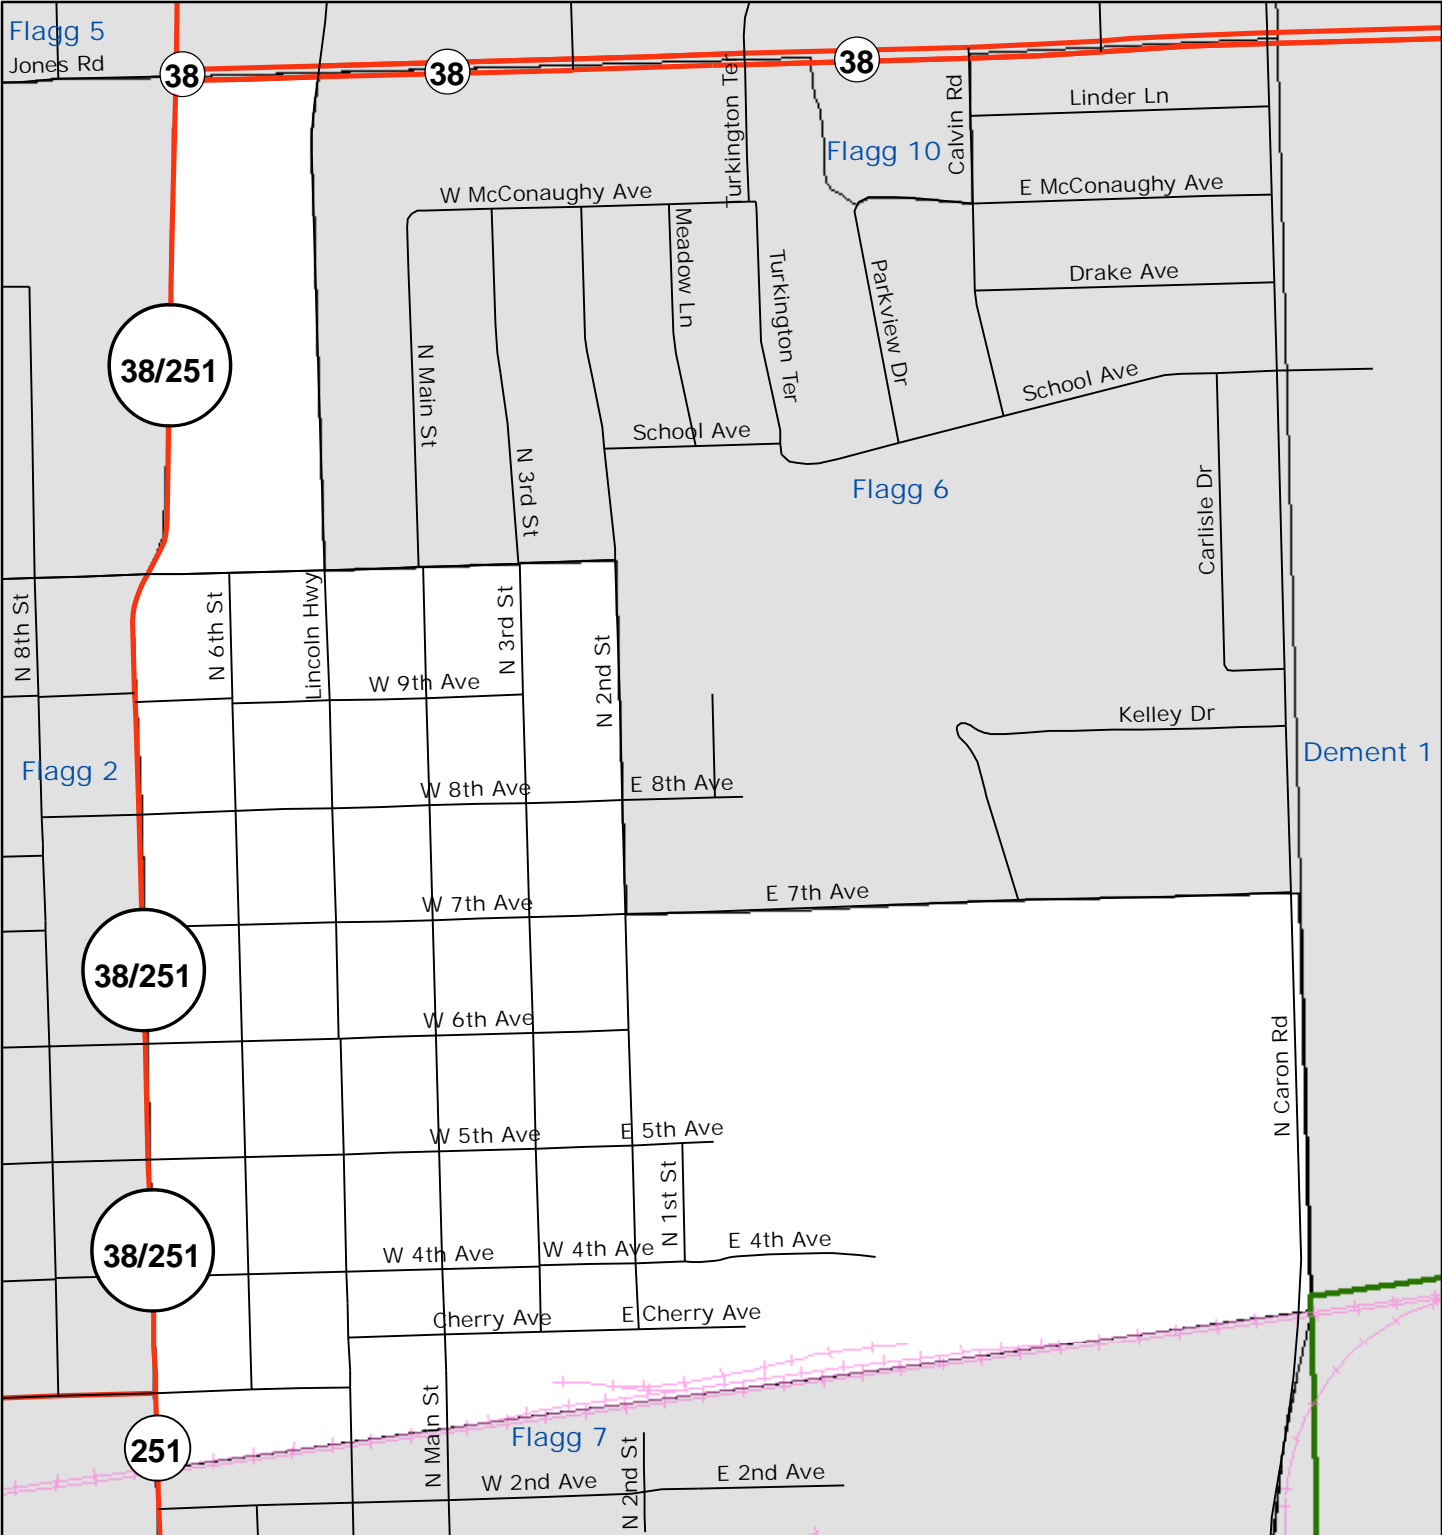 Flagg 5
Jones Rd
38
38
38
Turkington Ter
Calvin Rd
Linder Ln
Flagg 10
E McConaughy Ave
W McConaughy Ave
Meadow Ln
Turkington Ter
Parkview Dr
Drake Ave
38/251
N Main St
School Ave
School Ave
N 3rd St
Flagg 6
Carlisle Dr
N 8th St
N 6th St
Lincoln Hwy
N 3rd St
N 2nd St
W 9th Ave
Kelley Dr
Flagg 2
Dement 1
W 8th Ave
E 8th Ave
W 7th Ave
E 7th Ave
38/251
W 6th Ave
N Caron Rd
W 5th Ave
E 5th Ave
N 1st St
38/251
W 4th Ave
W 4th Ave
E 4th Ave
Cherry Ave
E Cherry Ave
N Main St
251
Flagg 7
N 2nd St
W 2nd Ave
E 2nd Ave